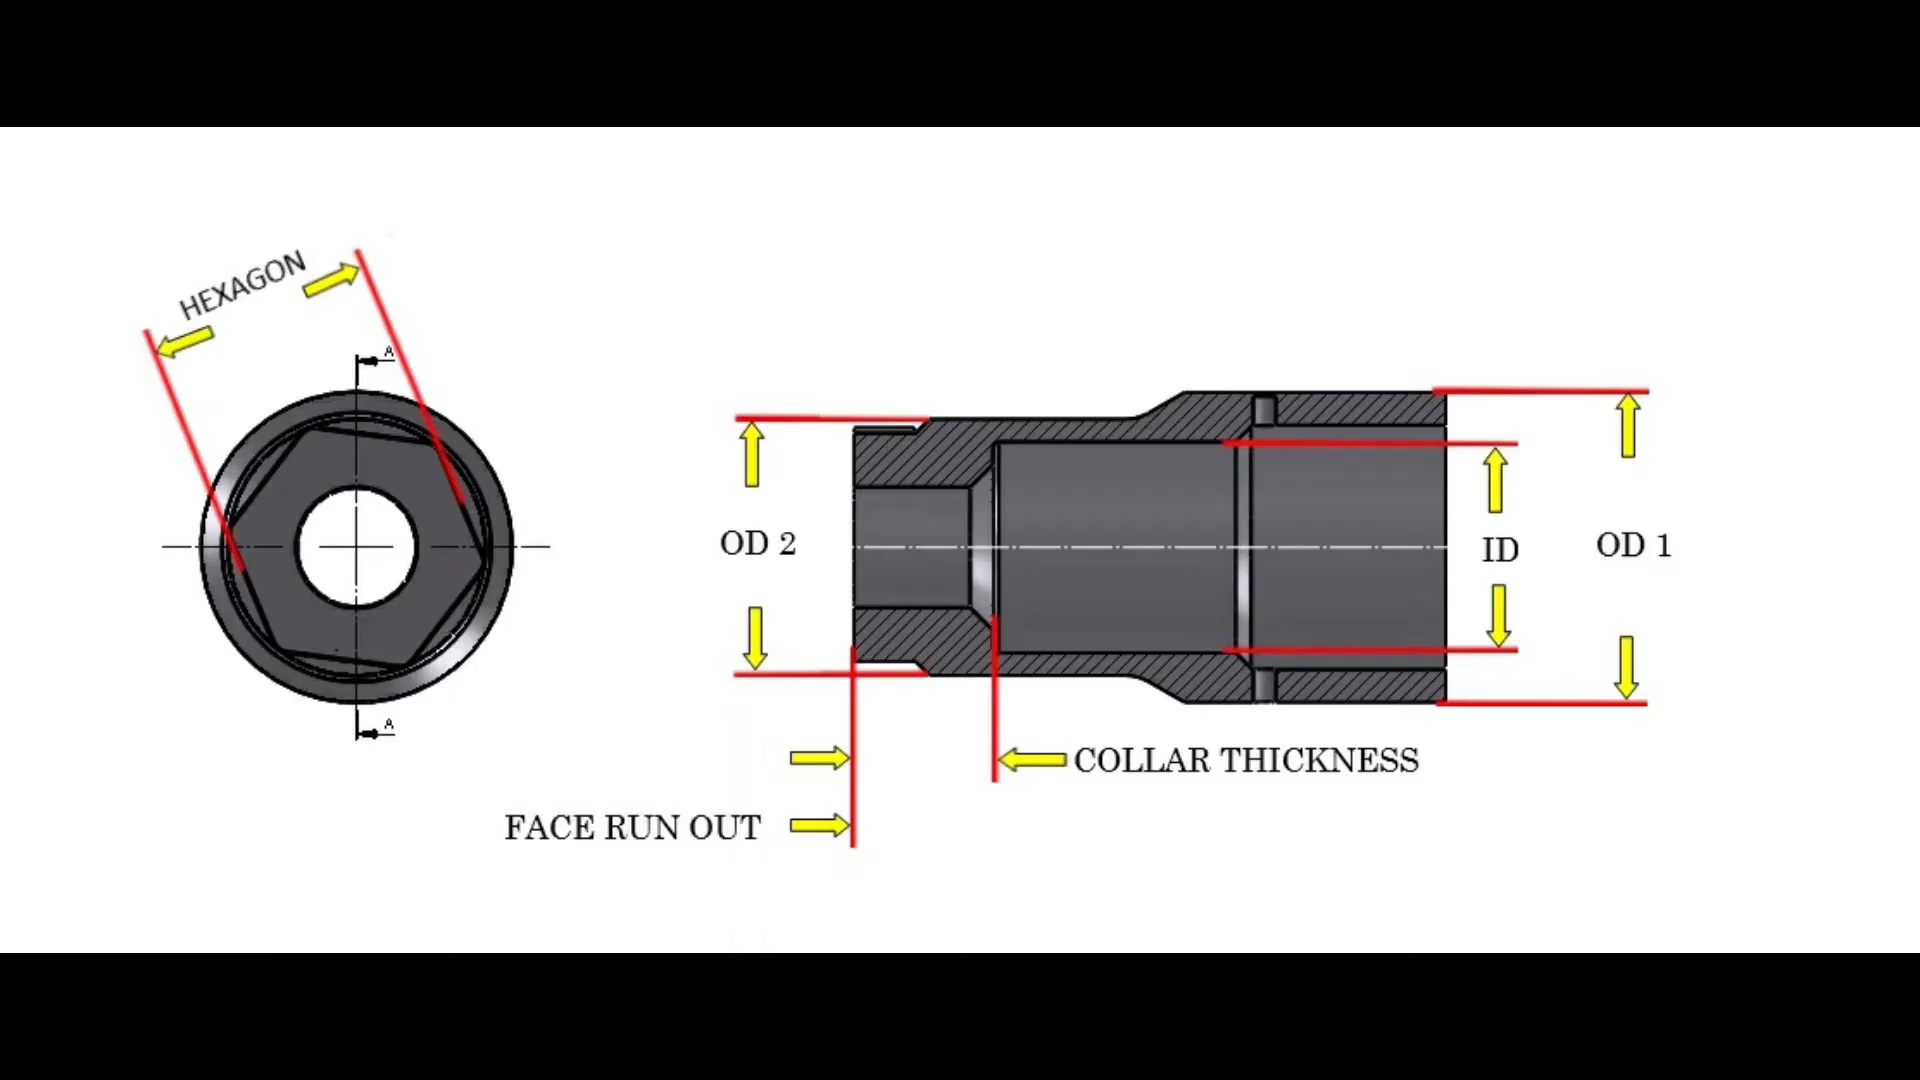 HEXAGON
A
OD 2
ID
OD 1
A
COLLAR THICKNESS
FACE RUN OUT